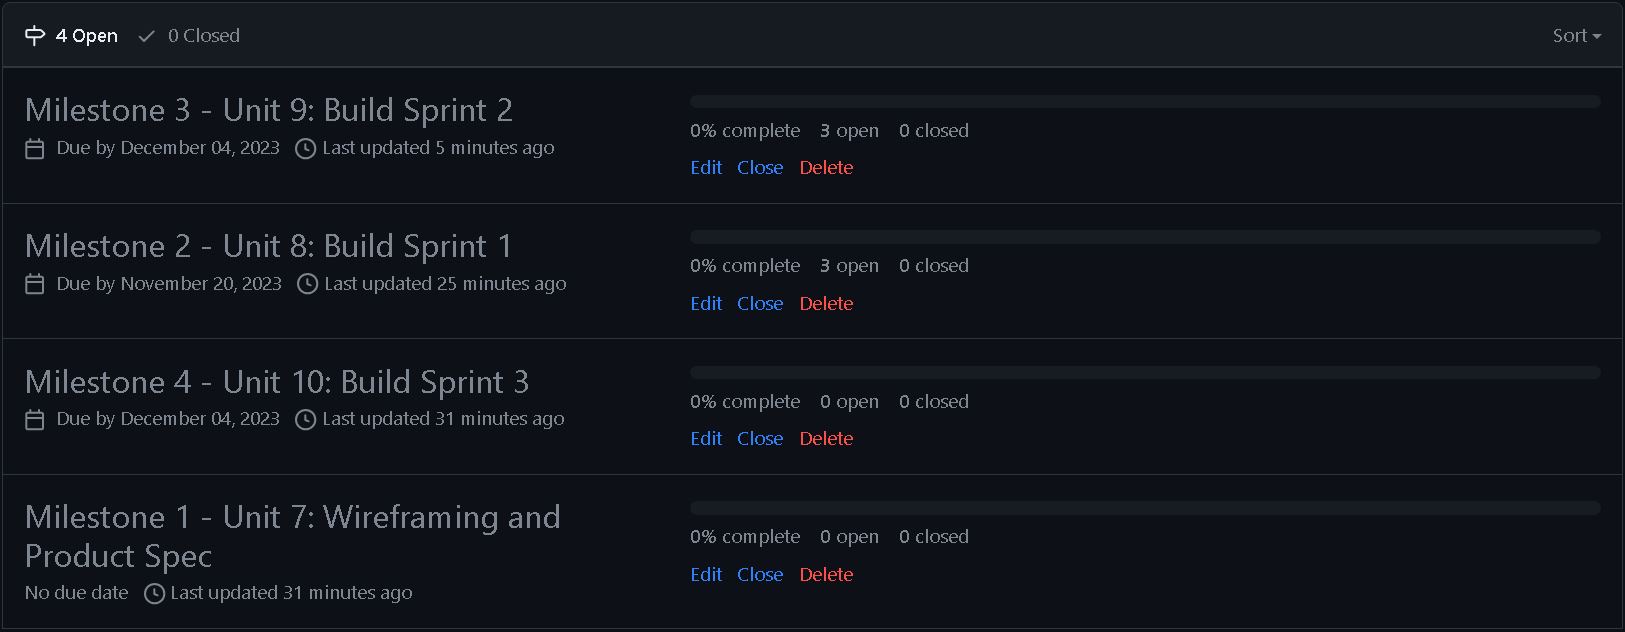 4 Open 0 Closed Sort
Milestone 3 - Unit 9: Build Sprint 2
Due by December 04, 2023 Last updated 5 minutes ago
0% complete 3 open 0 closed
Edit Close Delete
Milestone 2 - Unit 8: Build Sprint 1
Due by November 20, 2023 Last updated 25 minutes ago
0% complete 3 open 0 closed
Edit Close Delete
Milestone 4 - Unit 10: Build Sprint 3
Due by December 04, 2023 Last updated 31 minutes ago
0% complete 0 open 0 closed
Edit Close Delete
Milestone 1 - Unit 7: Wireframing and
Product Spec
No due date Last updated 31 minutes ago
0% complete 0 open 0 closed
Edit Close Delete